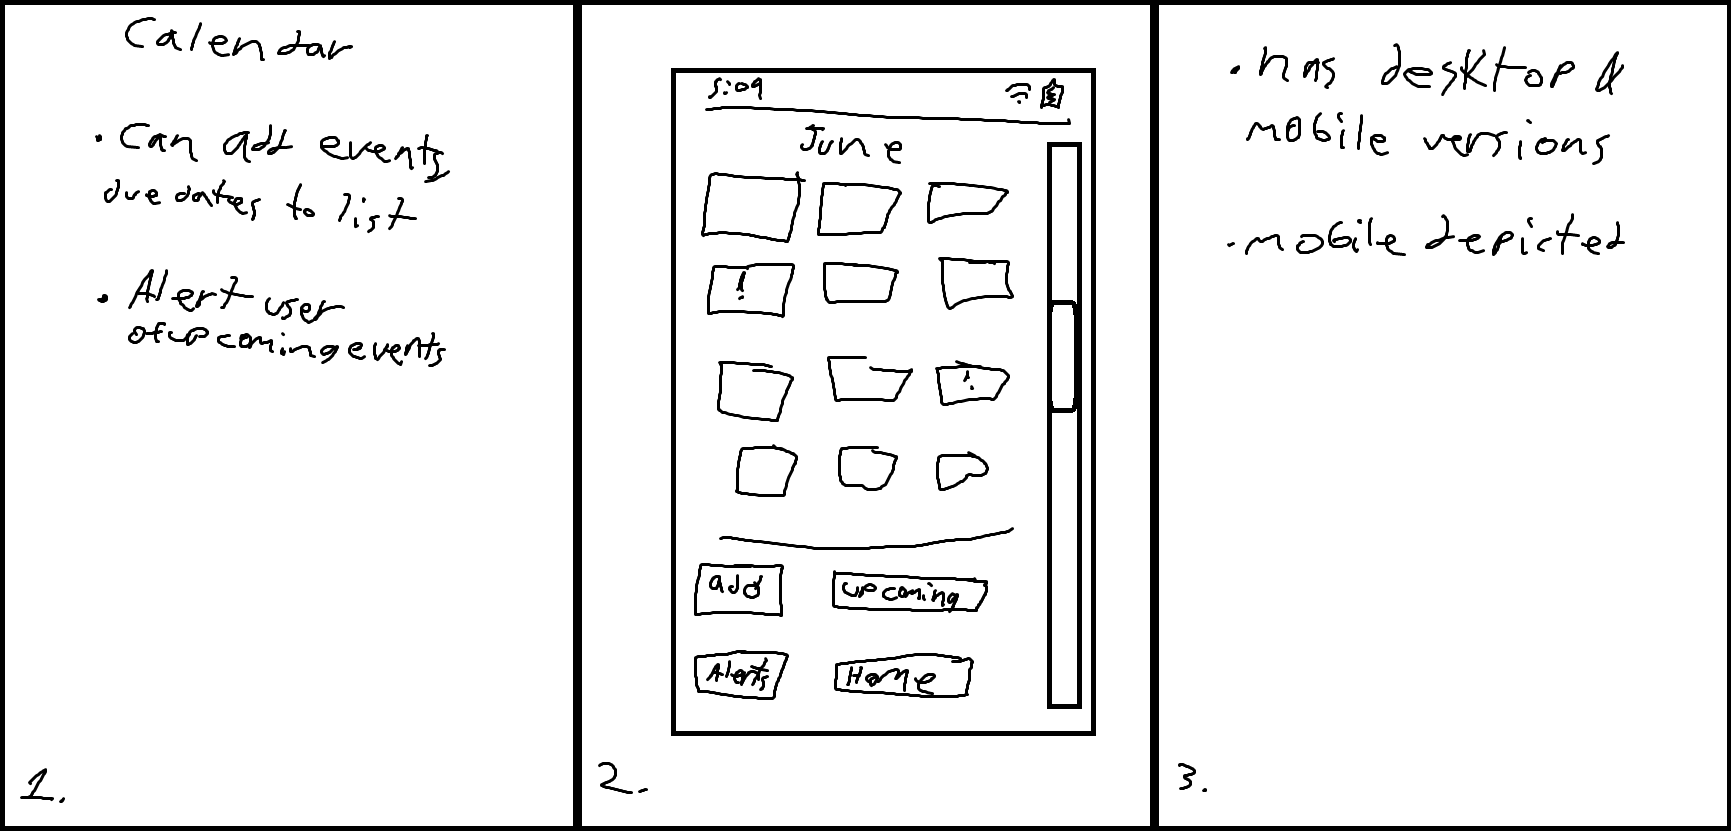 Calendar
• Can add events,
due dates to list
• Alert user
of upcoming events
1.
5:09
June
!
!
add
upcoming
Alerts
Home
2.
• has desktop &
mobile versions
• mobile depicted
3.